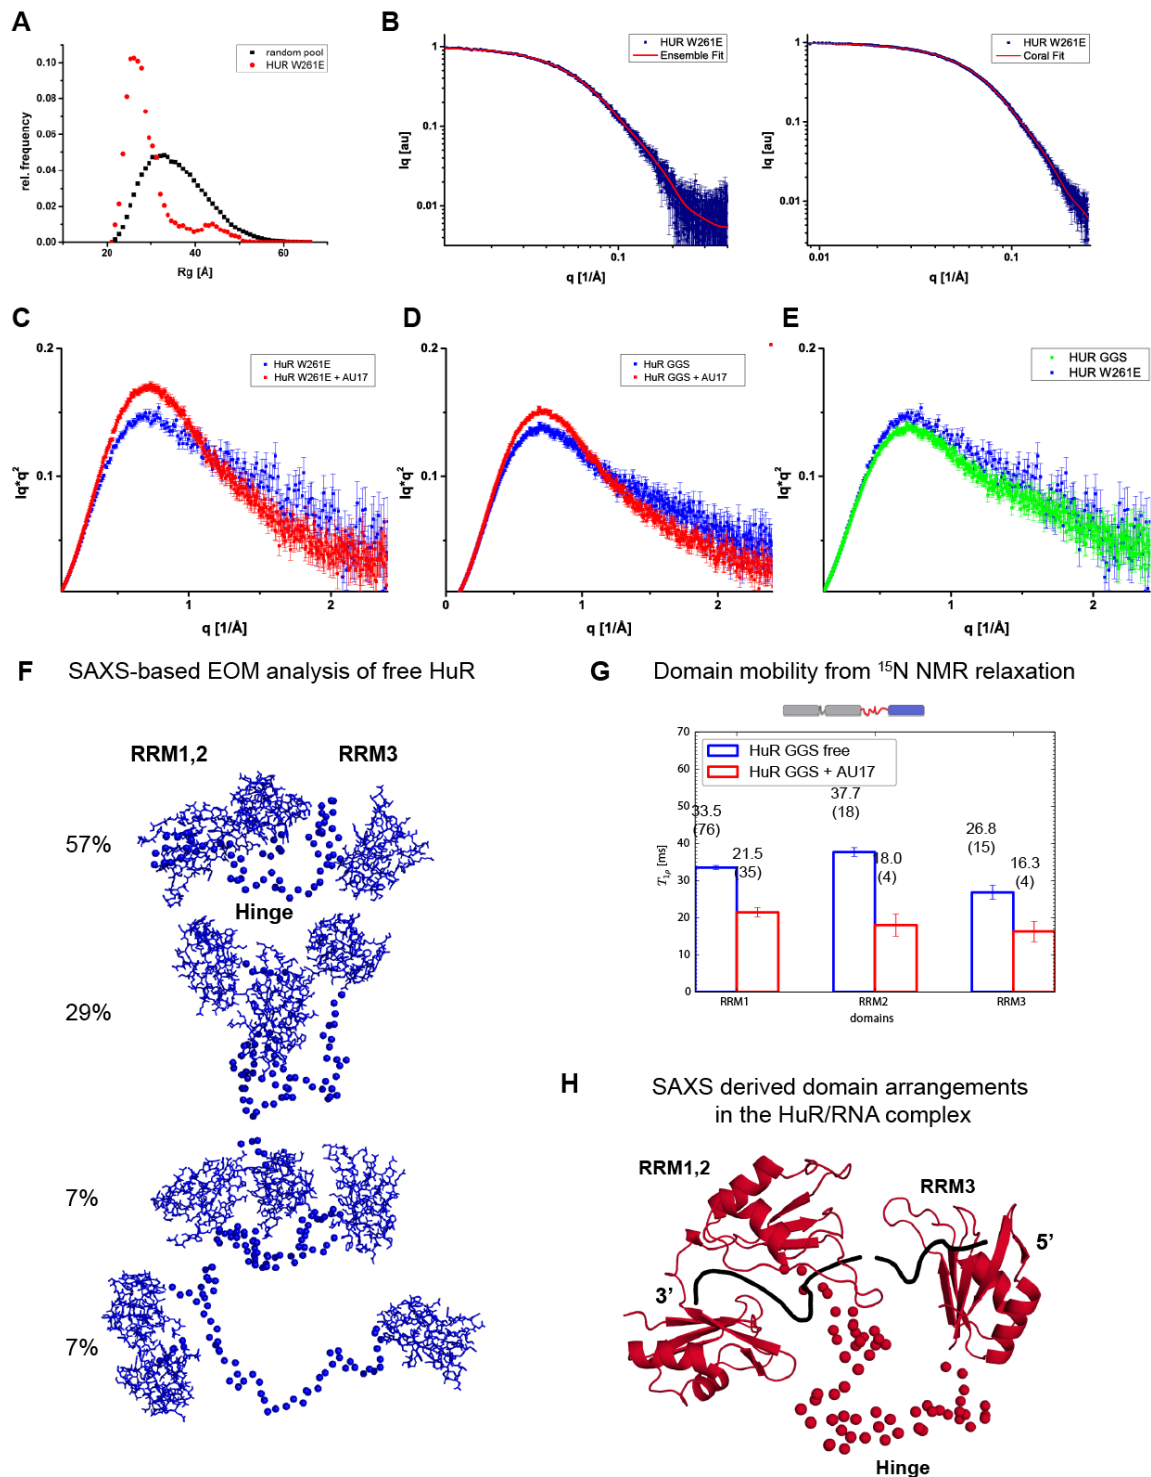 A
rel. frequency
0.10
0.08
0.06
0.04
0.02
0.00
20
40
60
Rg [Å]
random pool
HUR W261E
B
Iq [au]
1
0.1
0.01
0.1
q [1/Å]
HUR W261E
Ensemble Fit
Iq [au]
1
0.1
0.01
0.01
0.1
q [1/Å]
HUR W261E
Coral Fit
C
Iq*q²
0.2
0.1
1
2
q [1/Å]
HuR W261E
HuR W261E + AU17
D
Iq*q²
0.2
0.1
0
1
2
q [1/Å]
HuR GGS
HuR GGS + AU17
E
Iq*q²
0.2
0.1
1
2
q [1/Å]
HUR GGS
HUR W261E
F SAXS-based EOM analysis of free HuR
RRM1,2
RRM3
57%
Hinge
29%
7%
7%
G Domain mobility from ¹⁵N NMR relaxation
T₁ρ [ms]
70
60
50
40
30
20
10
0
HuR GGS free
HuR GGS + AU17
33.5
(76)
21.5
(35)
37.7
(18)
18.0
(4)
26.8
(15)
16.3
(4)
RRM1
RRM2
RRM3
domains
H SAXS derived domain arrangements
in the HuR/RNA complex
RRM1,2
RRM3
5’
3’
Hinge